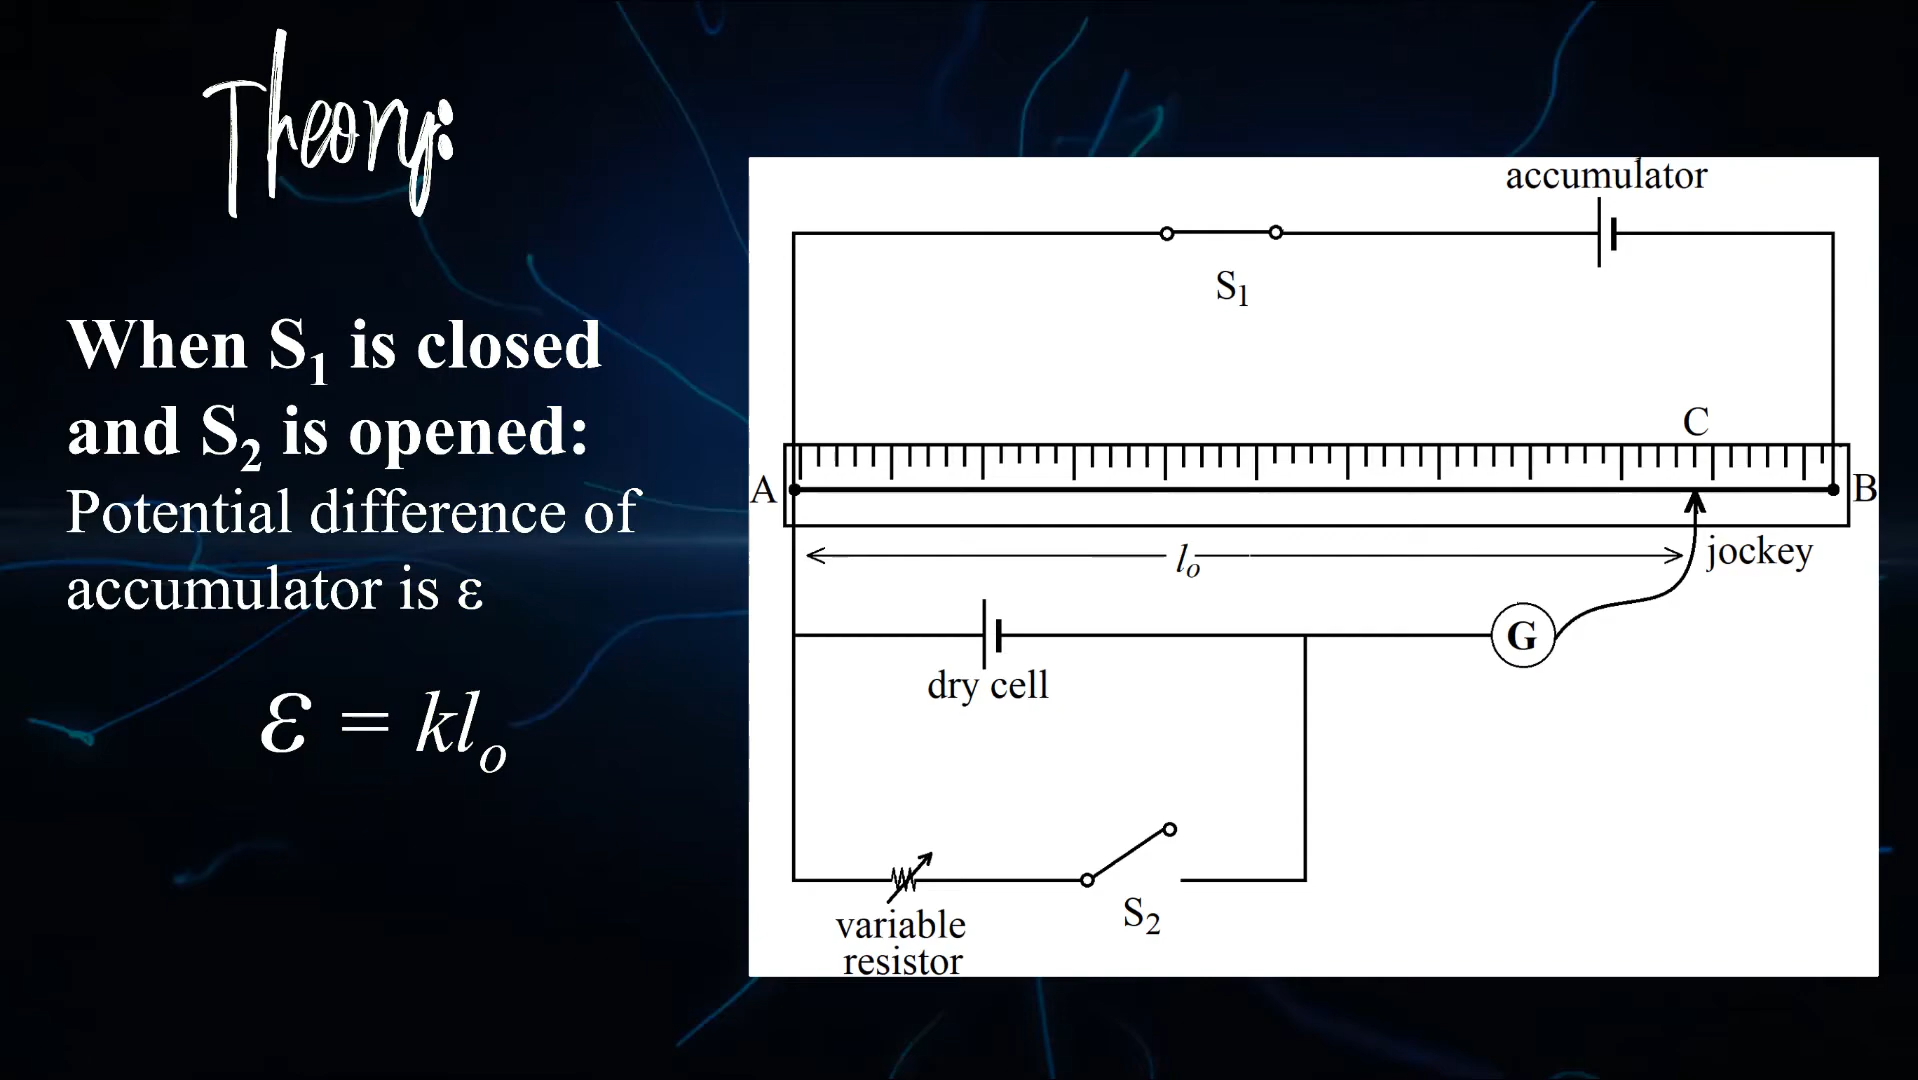 Theory:
When S₁ is closed
and S₂ is opened:
Potential difference of
accumulator is ε
ε = klₒ
accumulator
S₁
C
A
B
lₒ
jockey
G
dry cell
S₂
variable
resistor